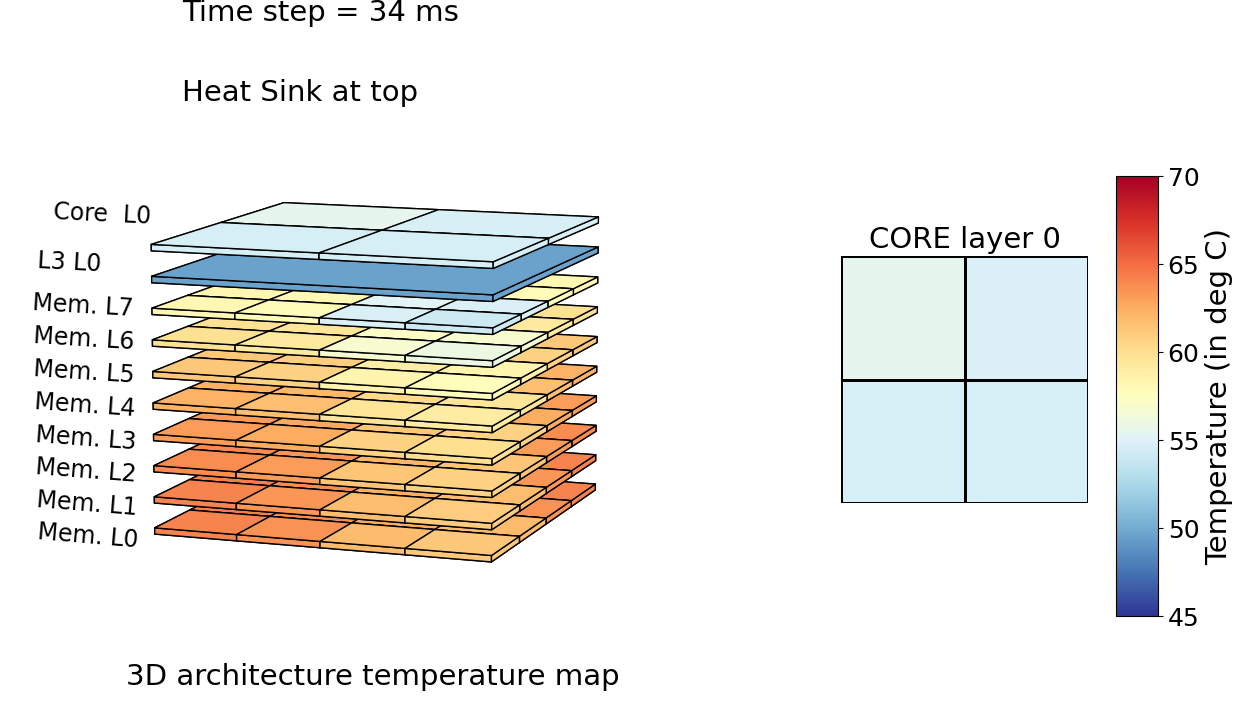 Time step = 34 ms
Heat Sink at top
Core L0
L3 L0
Mem. L7
Mem. L6
Mem. L5
Mem. L4
Mem. L3
Mem. L2
Mem. L1
Mem. L0
3D architecture temperature map
CORE layer 0
70
65
60
55
50
45
Temperature (in deg C)